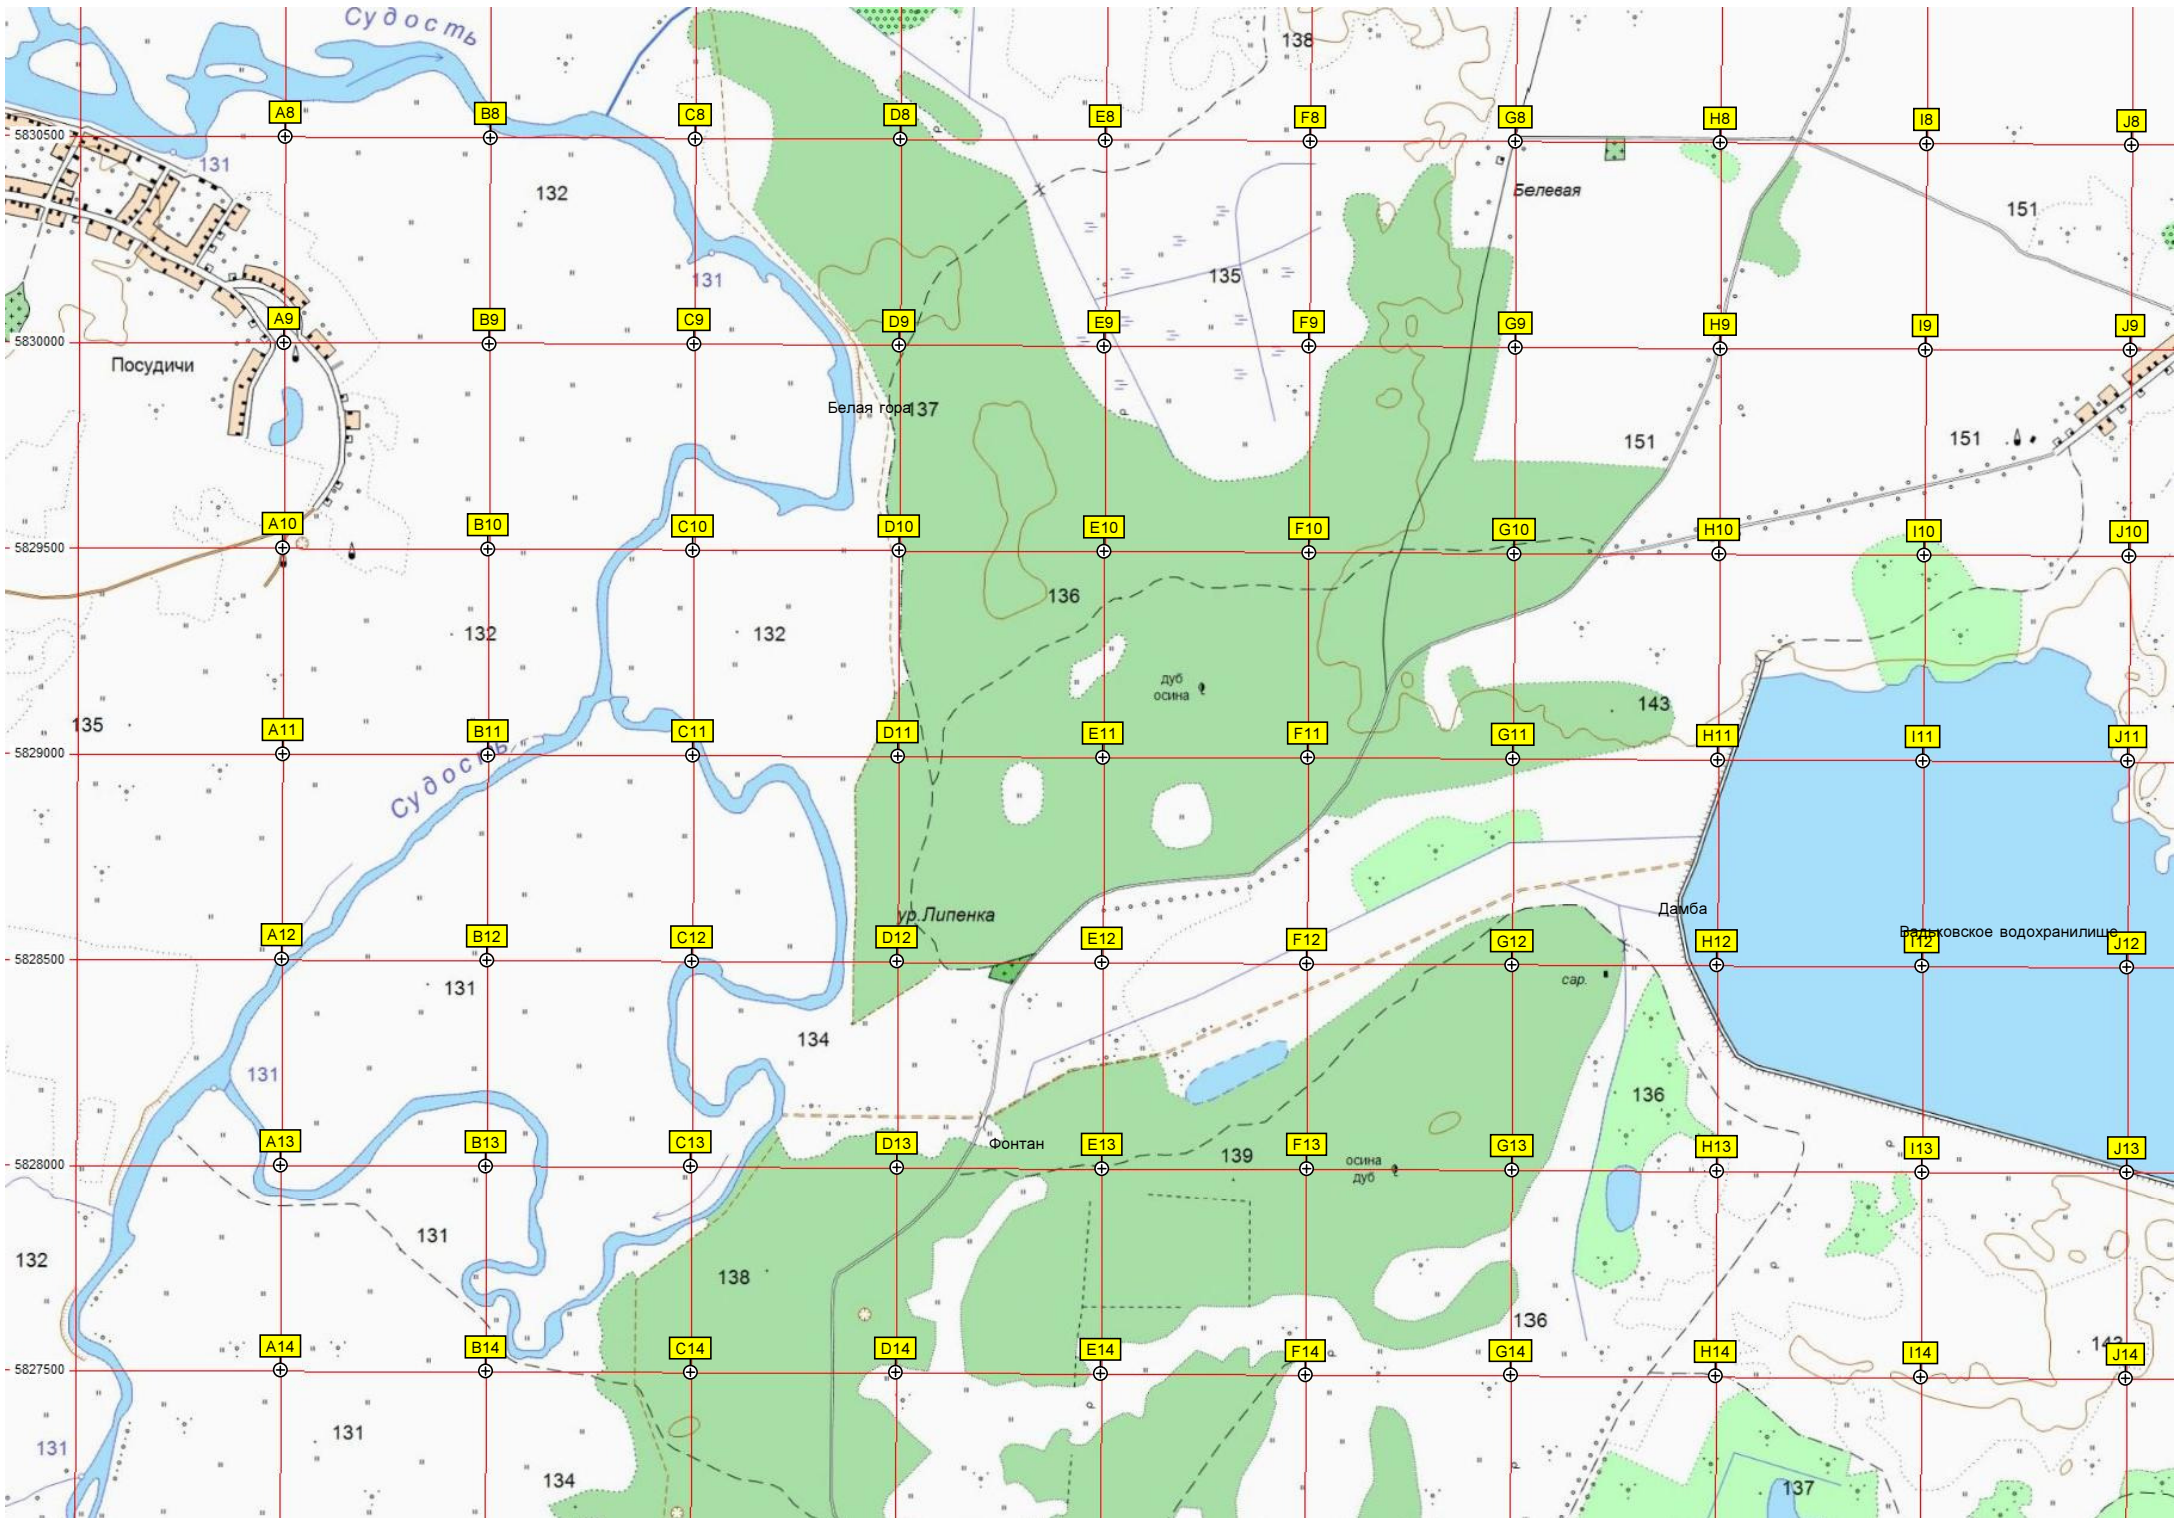 Судость
138
A8
B8
C8
D8
E8
F8
G8
H8
I8
J8
5830500
131
132
Белевая
151
131
135
A9
B9
C9
D9
E9
F9
G9
H9
I9
J9
5830000
Посудичи
Белая гора
137
151
151
A10
B10
C10
D10
E10
F10
G10
H10
I10
J10
5829500
136
132
132
дуб
осина
143
135
A11
B11
C11
D11
E11
F11
G11
H11
I11
J11
5829000
Судость
ур.Липенка
Дамба
Вадьковское водохранилище
A12
B12
C12
D12
E12
F12
G12
H12
I12
J12
5828500
131
сар.
134
131
136
A13
B13
C13
D13
Фонтан
E13
F13
G13
H13
I13
J13
5828000
139
осина
дуб
131
132
138
136
A14
B14
C14
D14
E14
F14
G14
H14
I14
J14
5827500
131
131
134
137